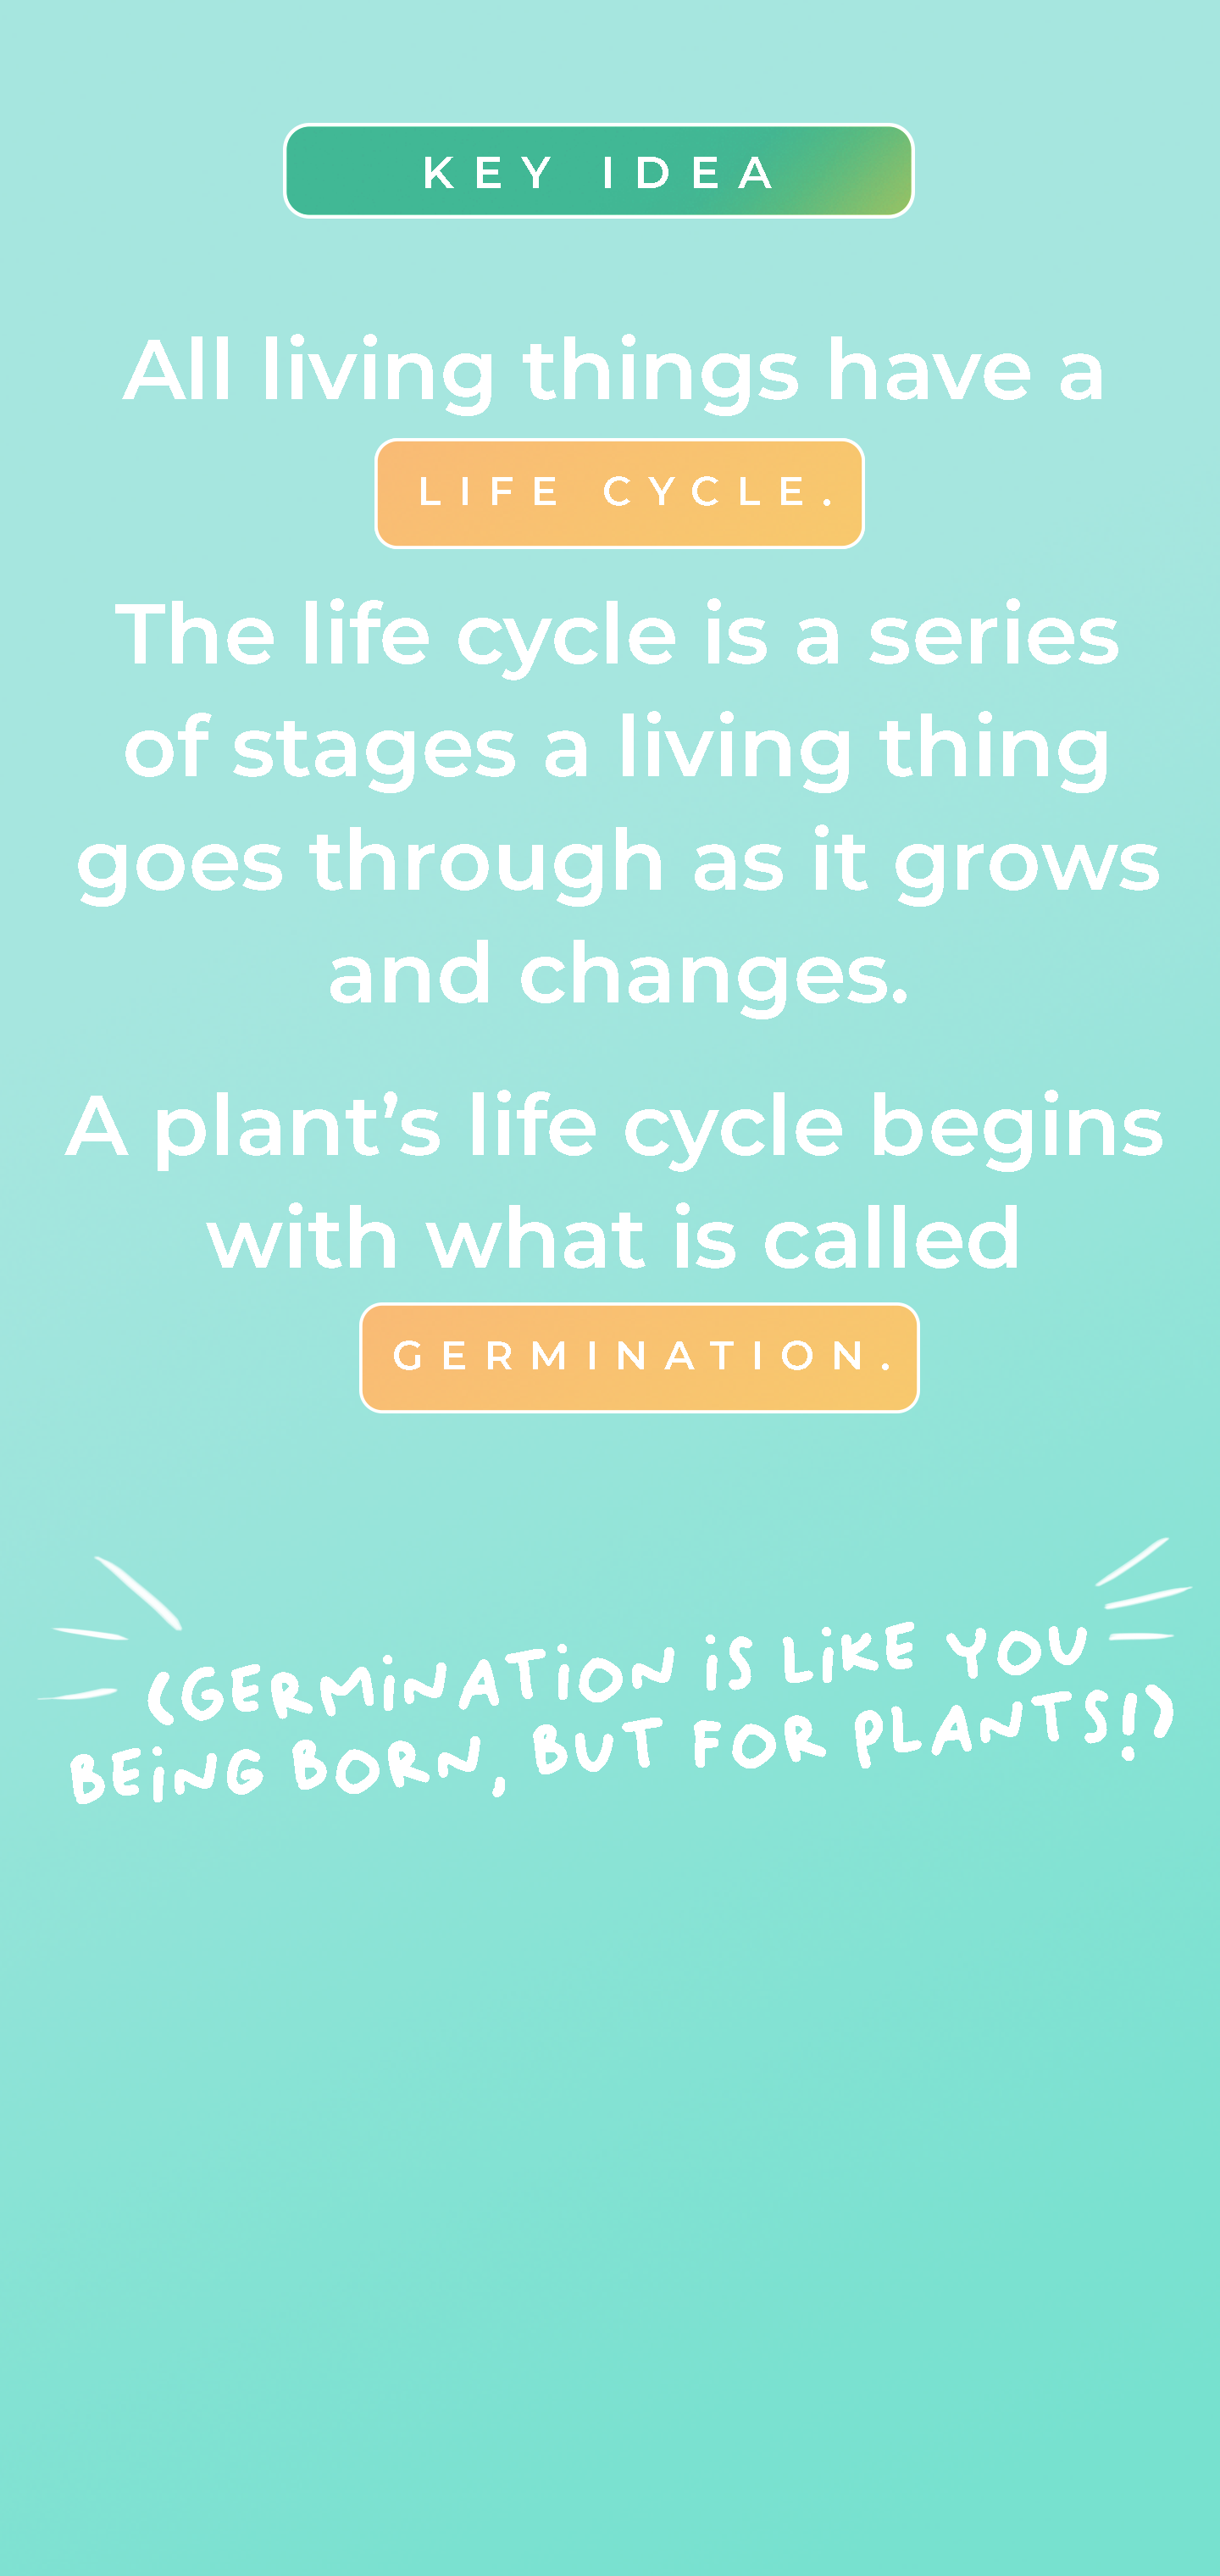 KEY IDEA
All living things have a
LIFE CYCLE.
The life cycle is a series
of stages a living thing
goes through as it grows
and changes.
A plant’s life cycle begins
with what is called
GERMINATION.
(GERMINATION IS LIKE YOU
BEING BORN, BUT FOR PLANTS!)